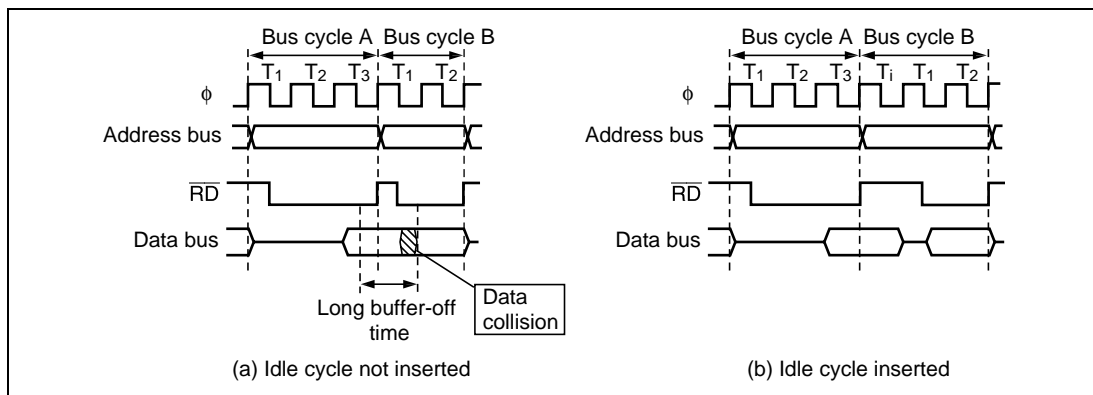 Bus cycle A Bus cycle B
T1 T2 T3 T1 T2
ϕ
Address bus
RD
Data bus
Long buffer-off
time
Data
collision
(a) Idle cycle not inserted
Bus cycle A Bus cycle B
T1 T2 T3 Ti T1 T2
ϕ
Address bus
RD
Data bus
(b) Idle cycle inserted